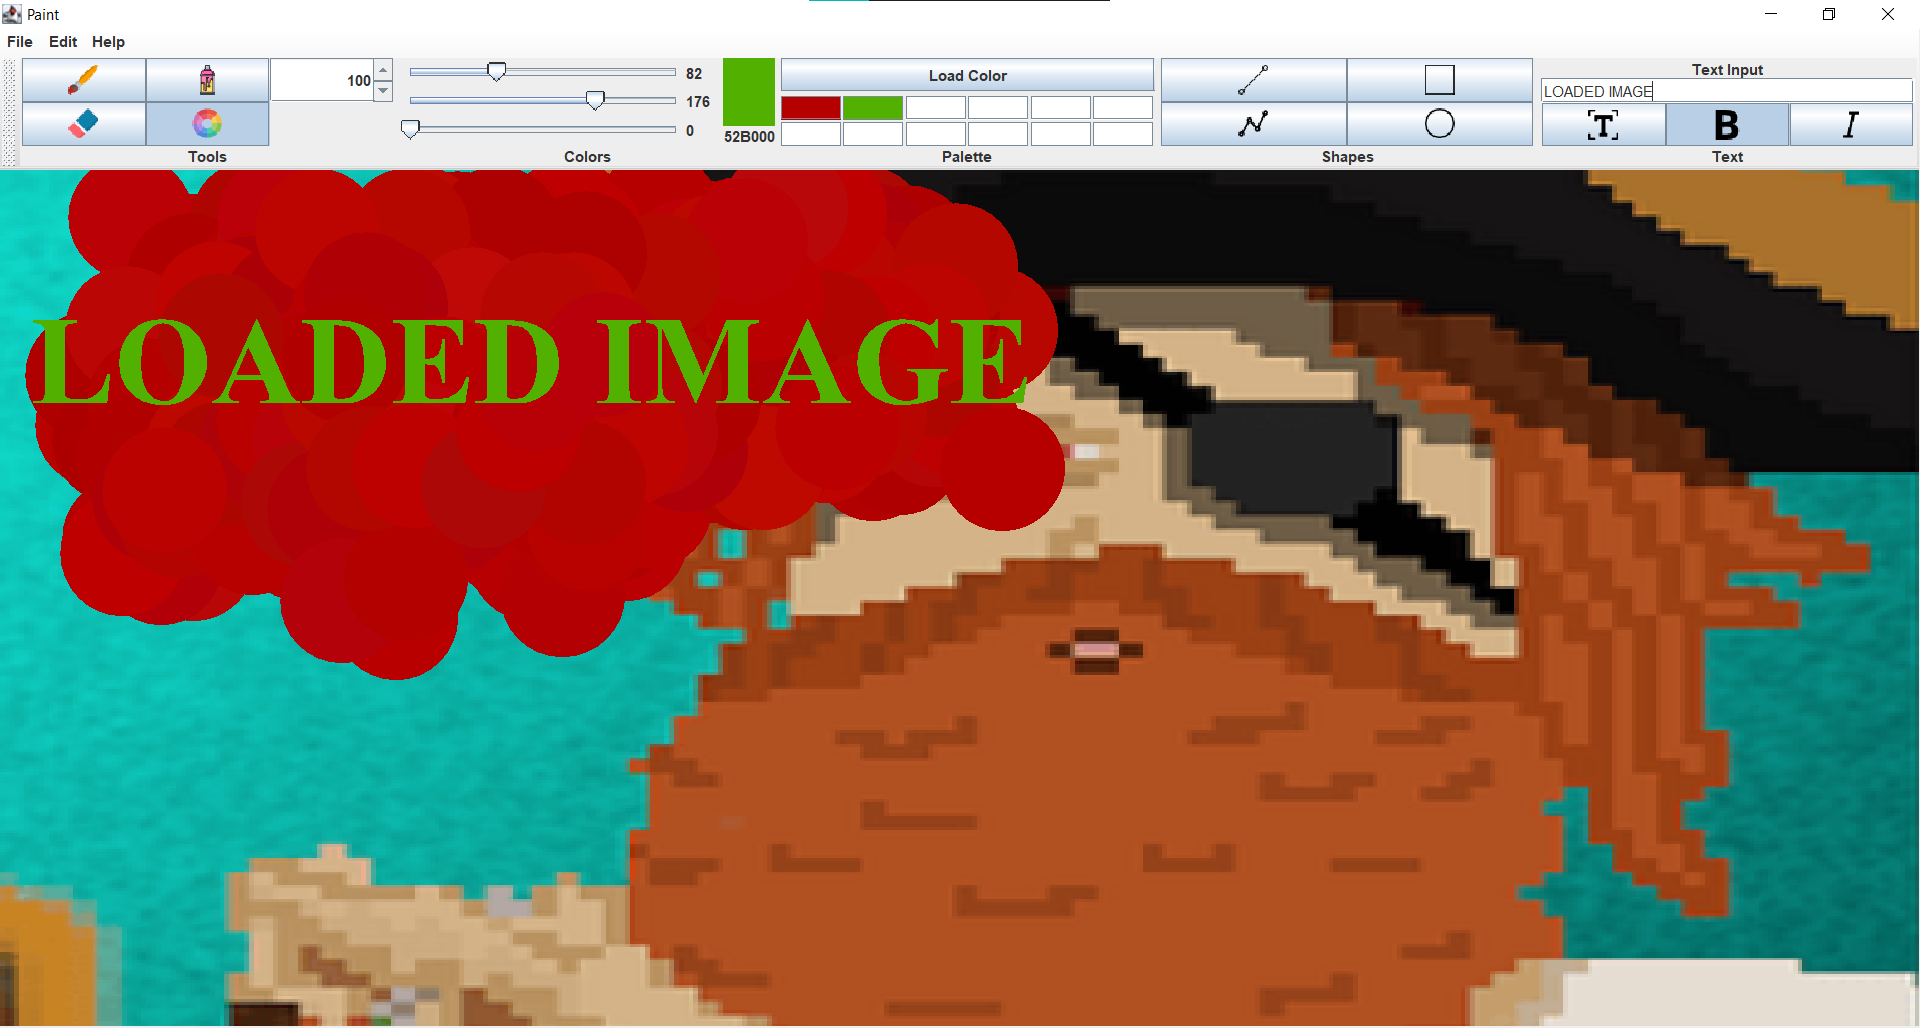 Paint
File Edit Help
100
82
176
0
52B000
Load Color
Text Input
LOADED IMAGE
T B I
Tools Colors Palette Shapes Text
LOADED IMAGE